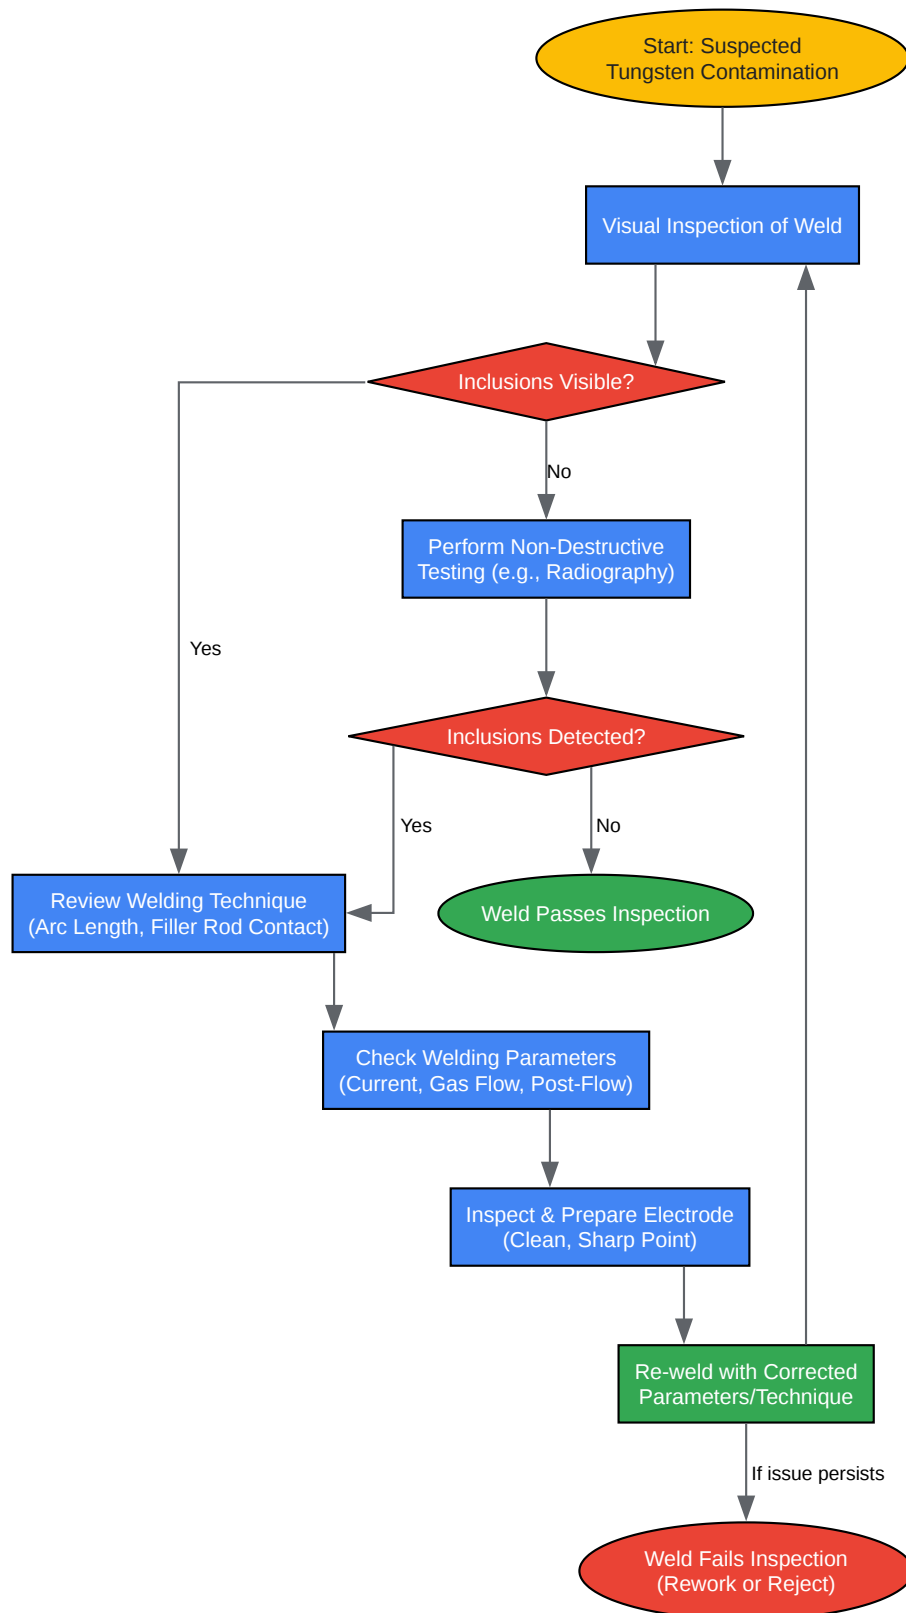 Start: Suspected
Tungsten Contamination
Visual Inspection of Weld
Inclusions Visible?
No
Perform Non-Destructive
Testing (e.g., Radiography)
Yes
Inclusions Detected?
Yes
No
Review Welding Technique
(Arc Length, Filler Rod Contact)
Weld Passes Inspection
Check Welding Parameters
(Current, Gas Flow, Post-Flow)
Inspect & Prepare Electrode
(Clean, Sharp Point)
Re-weld with Corrected
Parameters/Technique
If issue persists
Weld Fails Inspection
(Rework or Reject)